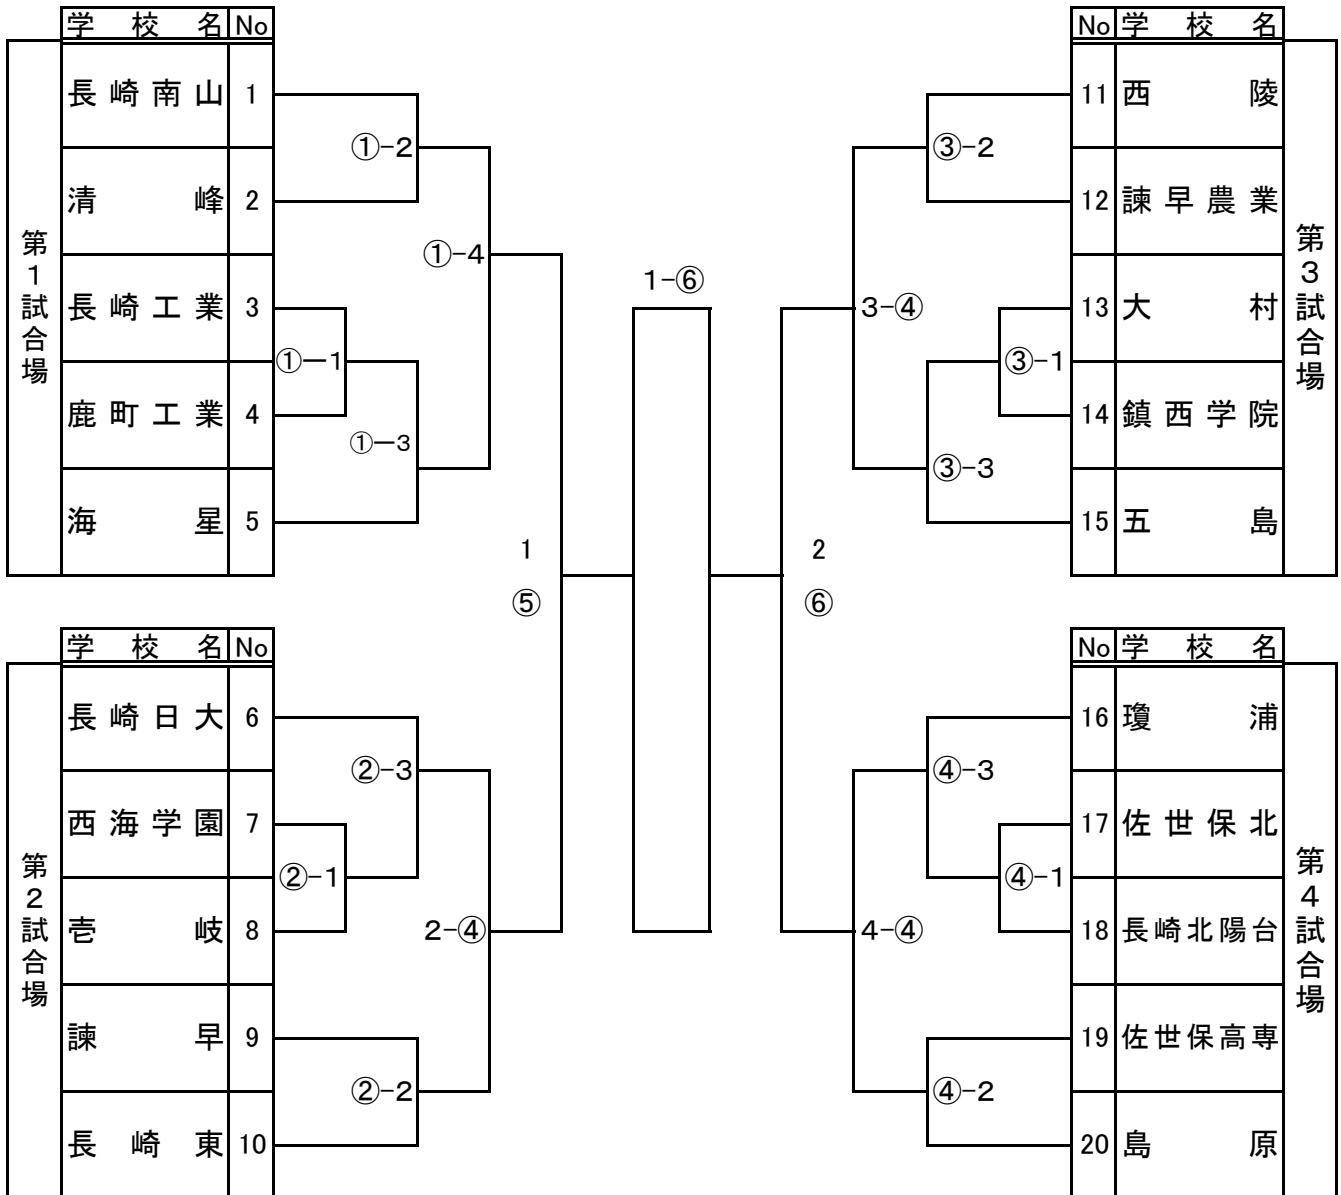 学校名 No
第1試合場
長崎南山 1
清峰 2
長崎工業 3
鹿町工業 4
海星 5
①-2
①-4
①ー1
①ー3
学校名 No
第2試合場
長崎日大 6
西海学園 7
壱岐 8
諫早 9
長崎東 10
②-3
②-1
2-④
②-2
1
⑤
1-⑥
2
⑥
No 学校名
11 西陵
12 諫早農業
13 大村
14 鎮西学院
15 五島
第3試合場
③-2
3-④
③-1
③-3
No 学校名
16 瓊浦
17 佐世保北
18 長崎北陽台
19 佐世保高専
20 島原
第4試合場
④-3
④-1
4-④
④-2